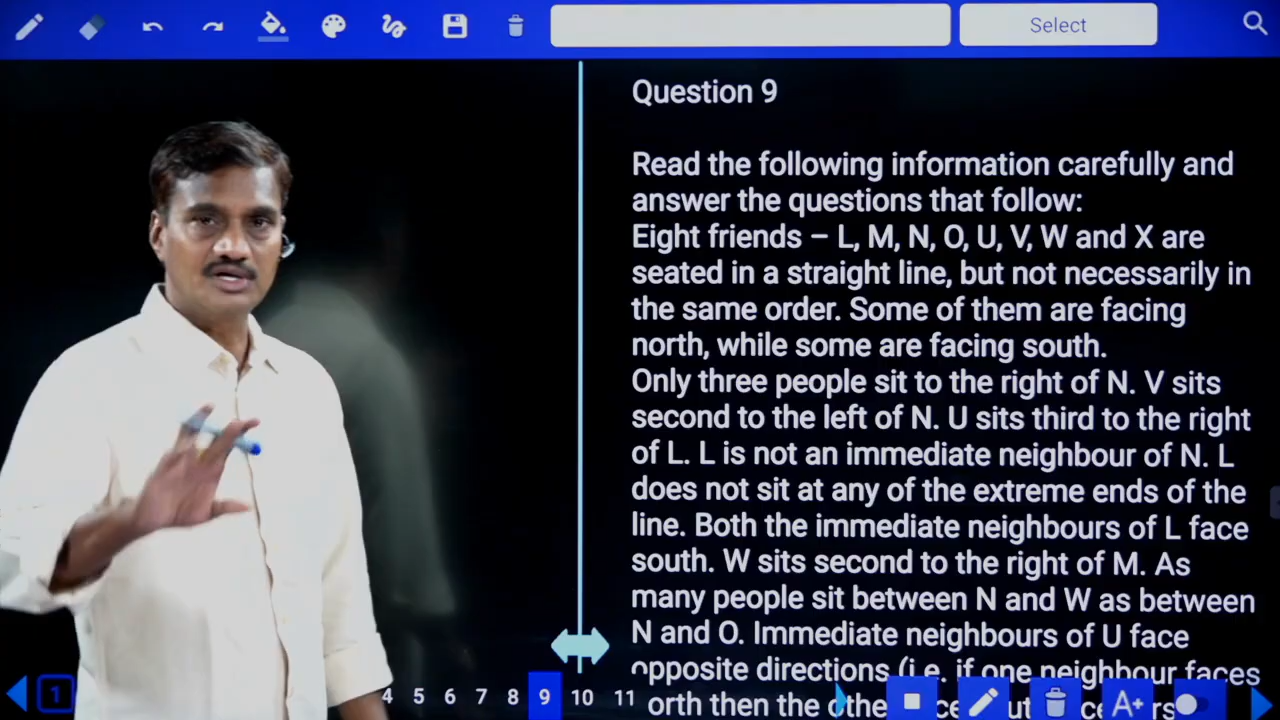 Select
Question 9
Read the following information carefully and
answer the questions that follow:
Eight friends – L, M, N, O, U, V, W and X are
seated in a straight line, but not necessarily in
the same order. Some of them are facing
north, while some are facing south.
Only three people sit to the right of N. V sits
second to the left of N. U sits third to the right
of L. L is not an immediate neighbour of N. L
does not sit at any of the extreme ends of the
line. Both the immediate neighbours of L face
south. W sits second to the right of M. As
many people sit between N and W as between
N and O. Immediate neighbours of U face
opposite directions (i.e. if one neighbour faces
orth then the
1 4 5 6 7 8 9 10 11 A+